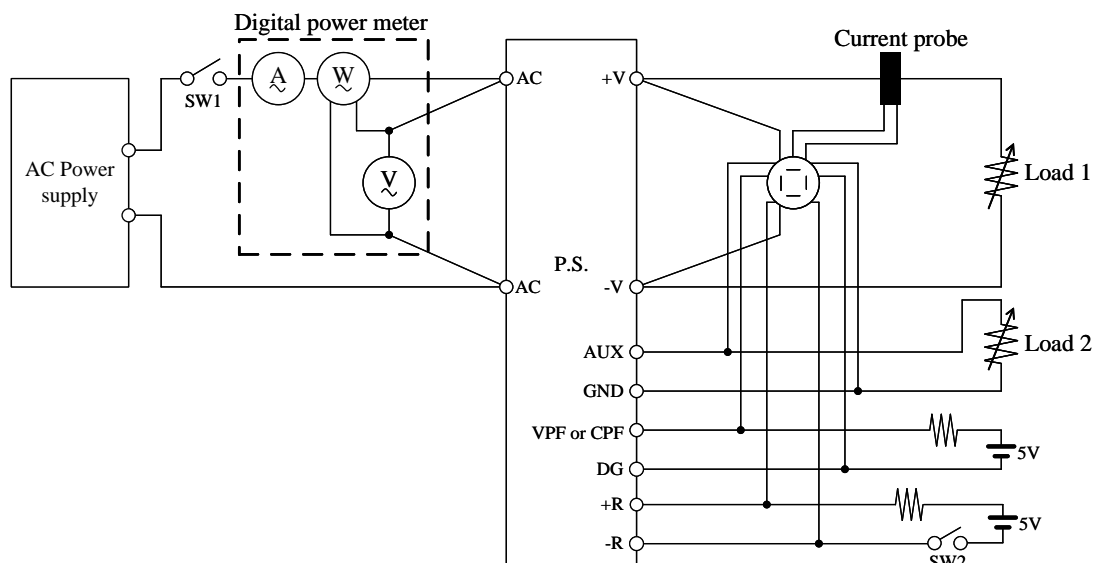 Digital power meter
Current probe
SW1
A
W
V
AC Power
supply
P.S.
AC
AC
+V
-V
AUX
GND
VPF or CPF
DG
+R
-R
Load 1
Load 2
5V
5V
SW2